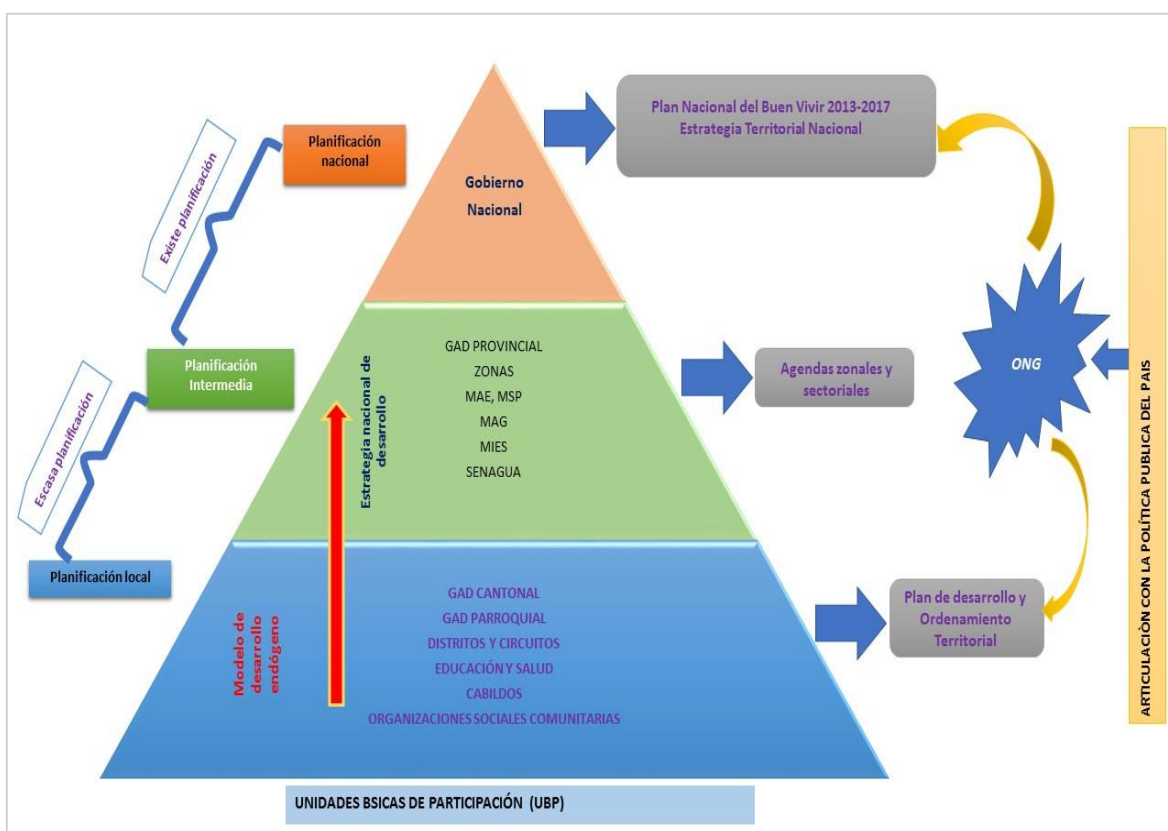 Plan Nacional del Buen Vivir 2013-2017
Estrategia Territorial Nacional
Planificación
nacional
Existe planificación
Gobierno
Nacional
Planificación
Intermedia
Escasa planificación
Planificación local
Estrategia nacional de
desarrollo
GAD PROVINCIAL
ZONAS
MAE, MSP
MAG
MIES
SENAGUA
Agendas zonales y
sectoriales
ONG
Modelo de
desarrollo
endógeno
GAD CANTONAL
GAD PARROQUIAL
DISTRITOS Y CIRCUITOS
EDUCACIÓN Y SALUD
CABILDOS
ORGANIZACIONES SOCIALES COMUNITARIAS
Plan de desarrollo y
Ordenamiento
Territorial
ARTICULACIÓN CON LA POLÍTICA PUBLICA DEL PAIS
UNIDADES BSICAS DE PARTICIPACIÓN (UBP)